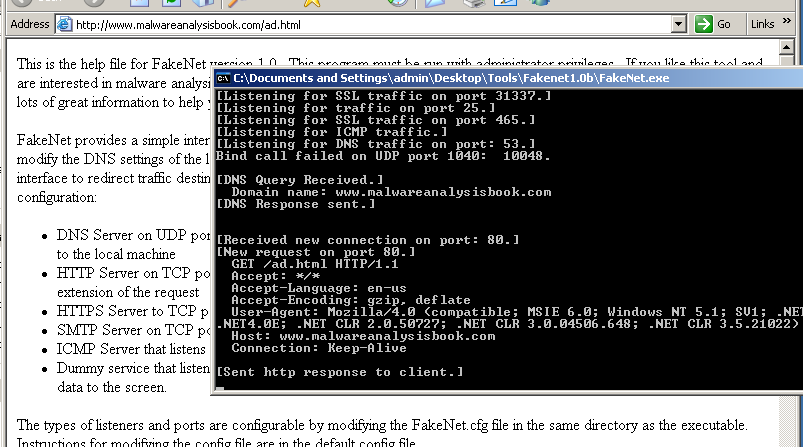 Address http://www.malwareanalysisbook.com/ad.html Go Links »
This is the help file for FakeNet version 1.0. This program must be run with administrator privileges. If you like this tool and
are interested in malware analysi
lots of great information to help y
FakeNet provides a simple inter
modify the DNS settings of the l
interface to redirect traffic destin
configuration:
• DNS Server on UDP por
to the local machine
• HTTP Server on TCP po
extension of the request
• HTTPS Server to TCP p
• SMTP Server on TCP po
• ICMP Server that listens
• Dummy service that listen
data to the screen.
The types of listeners and ports are configurable by modifying the FakeNet.cfg file in the same directory as the executable.
Instructions for modifying the config file are in the default config file
C:\Documents and Settings\admin\Desktop\Tools\Fakenet1.0b\FakeNet.exe
[Listening for SSL traffic on port 31337.]
[Listening for traffic on port 25.]
[Listening for SSL traffic on port 465.]
[Listening for ICMP traffic.]
[Listening for DNS traffic on port: 53.]
Bind call failed on UDP port 1040: 10048.
[DNS Query Received.]
Domain name: www.malwareanalysisbook.com
[DNS Response sent.]
[Received new connection on port: 80.]
[New request on port 80.]
GET /ad.html HTTP/1.1
Accept: */*
Accept-Language: en-us
Accept-Encoding: gzip, deflate
User-Agent: Mozilla/4.0 (compatible; MSIE 6.0; Windows NT 5.1; SV1; .NET
.NET4.0E; .NET CLR 2.0.50727; .NET CLR 3.0.04506.648; .NET CLR 3.5.21022)
Host: www.malwareanalysisbook.com
Connection: Keep-Alive
[Sent http response to client.]